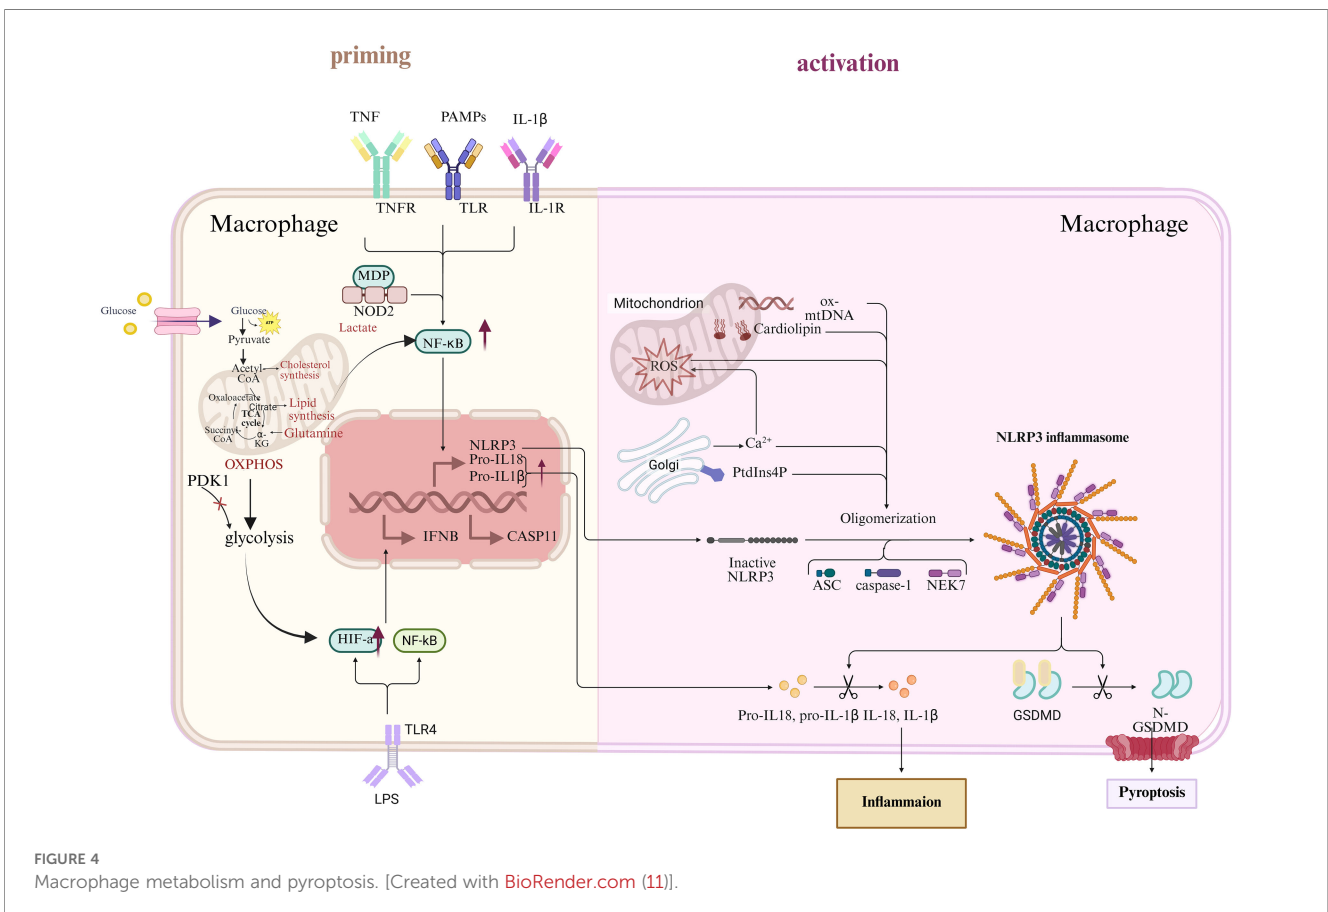 priming
activation
TNF
PAMPs
IL-1β
TNFR
TLR
IL-1R
Macrophage
Macrophage
MDP
NOD2
Lactate
NF-κB
Glucose
Glucose
ATP
Pyruvate
Acetyl
CoA
Cholesterol
synthesis
Oxaloacetate
Citrate
Lipid
synthesis
TCA
cycle
Succinyl-
CoA
α-
KG
Glutamine
OXPHOS
PDK1
glycolysis
NLRP3
Pro-IL18
Pro-IL1β
IFNB
CASP11
HIF-a
NF-kB
TLR4
LPS
Mitochondrion
ox-
mtDNA
Cardiolipin
ROS
Ca²⁺
Golgi
PtdIns4P
Oligomerization
NLRP3 inflammasome
Inactive
NLRP3
ASC
caspase-1
NEK7
Pro-IL18, pro-IL-1β
IL-18, IL-1β
GSDMD
N-
GSDMD
Inflammaion
Pyroptosis
FIGURE 4
Macrophage metabolism and pyroptosis. [Created with BioRender.com (11)].